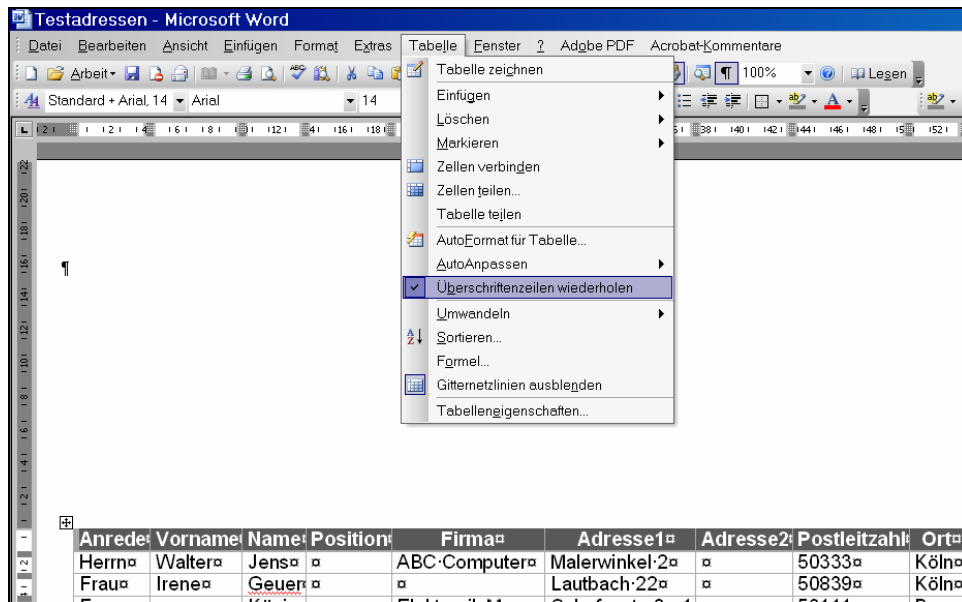 Testadressen - Microsoft Word
Datei Bearbeiten Ansicht Einfügen Format Extras Tabelle Fenster ? Adobe PDF Acrobat-Kommentare
Arbeit 100% Lesen
Standard + Arial, 14 Arial 14
Tabelle zeichnen
Einfügen
Löschen
Markieren
Zellen verbinden
Zellen teilen...
Tabelle teilen
AutoFormat für Tabelle...
AutoAnpassen
Überschriftenzeilen wiederholen
Umwandeln
Sortieren...
Formel...
Gitternetzlinien ausblenden
Tabelleneigenschaften...
¶
Anrede¤ Vorname¤ Name¤ Position¤ Firma¤ Adresse1¤ Adresse2¤ Postleitzahl¤ Ort¤
Herrn¤ Walter¤ Jens¤ ¤ ABC·Computer¤ Malerwinkel·2¤ ¤ 50333¤ Köln¤
Frau¤ Irene¤ Geuer¤ ¤ ¤ Lautbach·22¤ ¤ 50839¤ Köln¤